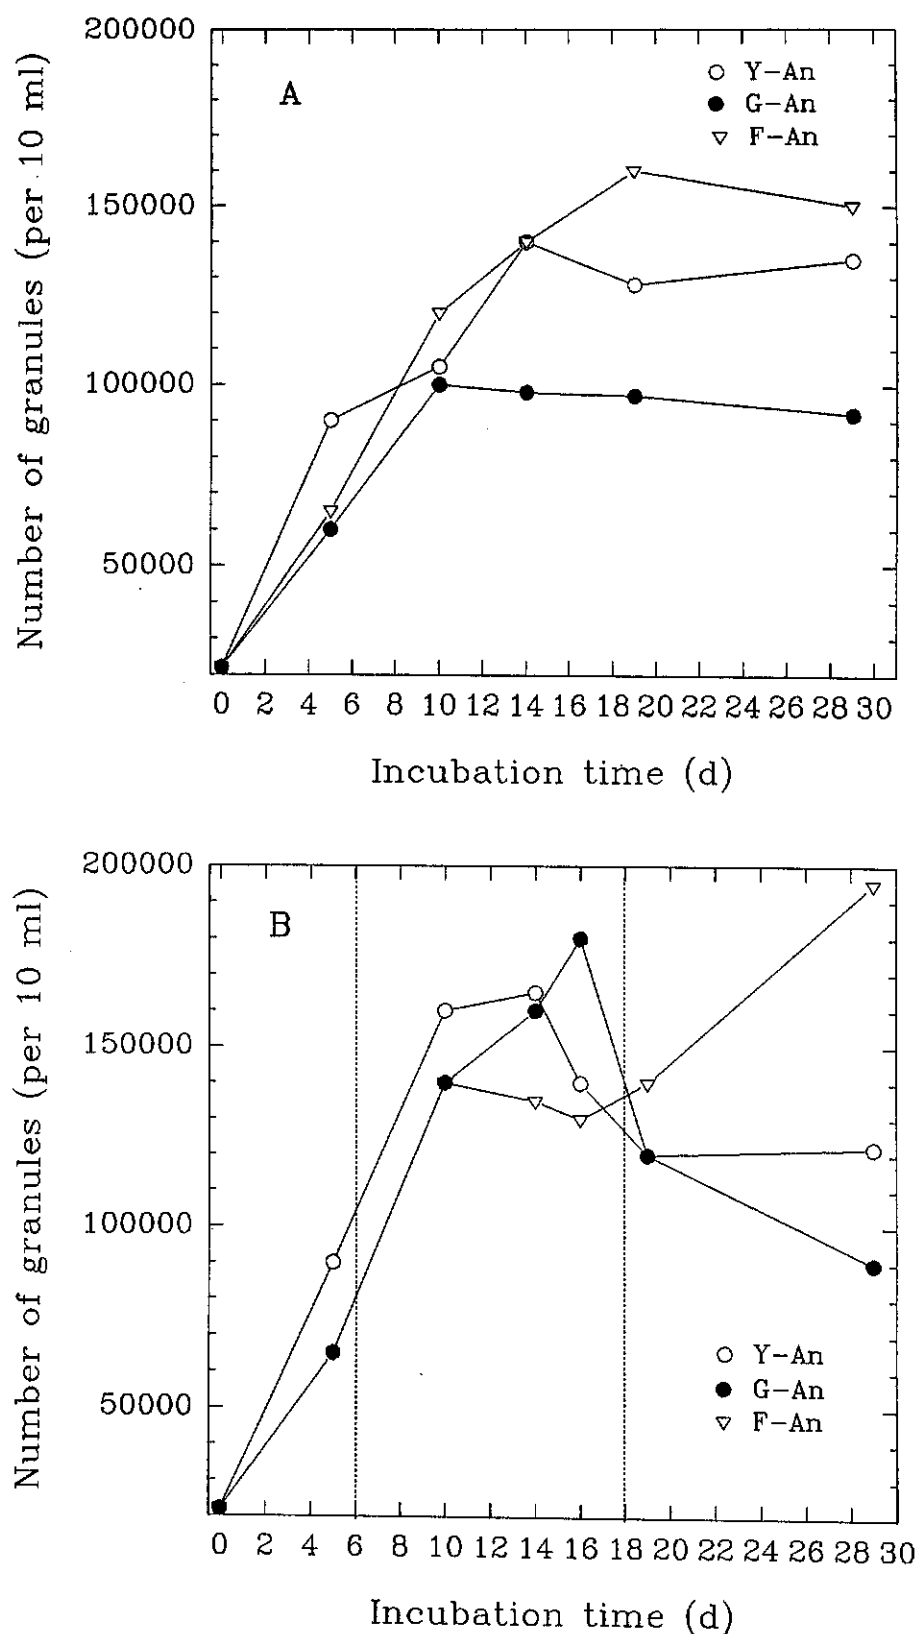 200000
A
Y-An
G-An
F-An
150000
100000
50000
Number of granules (per 10 ml)
0 2 4 6 8 10 12 14 16 18 20 22 24 26 28 30
Incubation time (d)
200000
B
150000
100000
50000
Y-An
G-An
F-An
Number of granules (per 10 ml)
0 2 4 6 8 10 12 14 16 18 20 22 24 26 28 30
Incubation time (d)